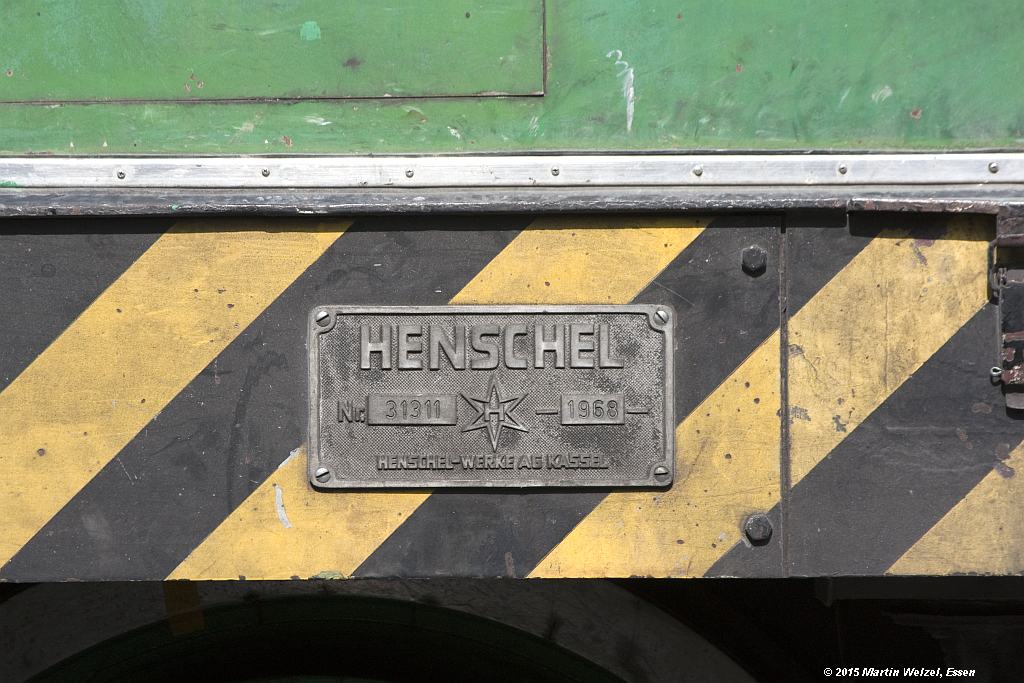 HENSCHEL
Nr. 31311 H — 1968 —
HENSCHEL-WERKE AG KASSEL
© 2015 Martin Welzel, Essen